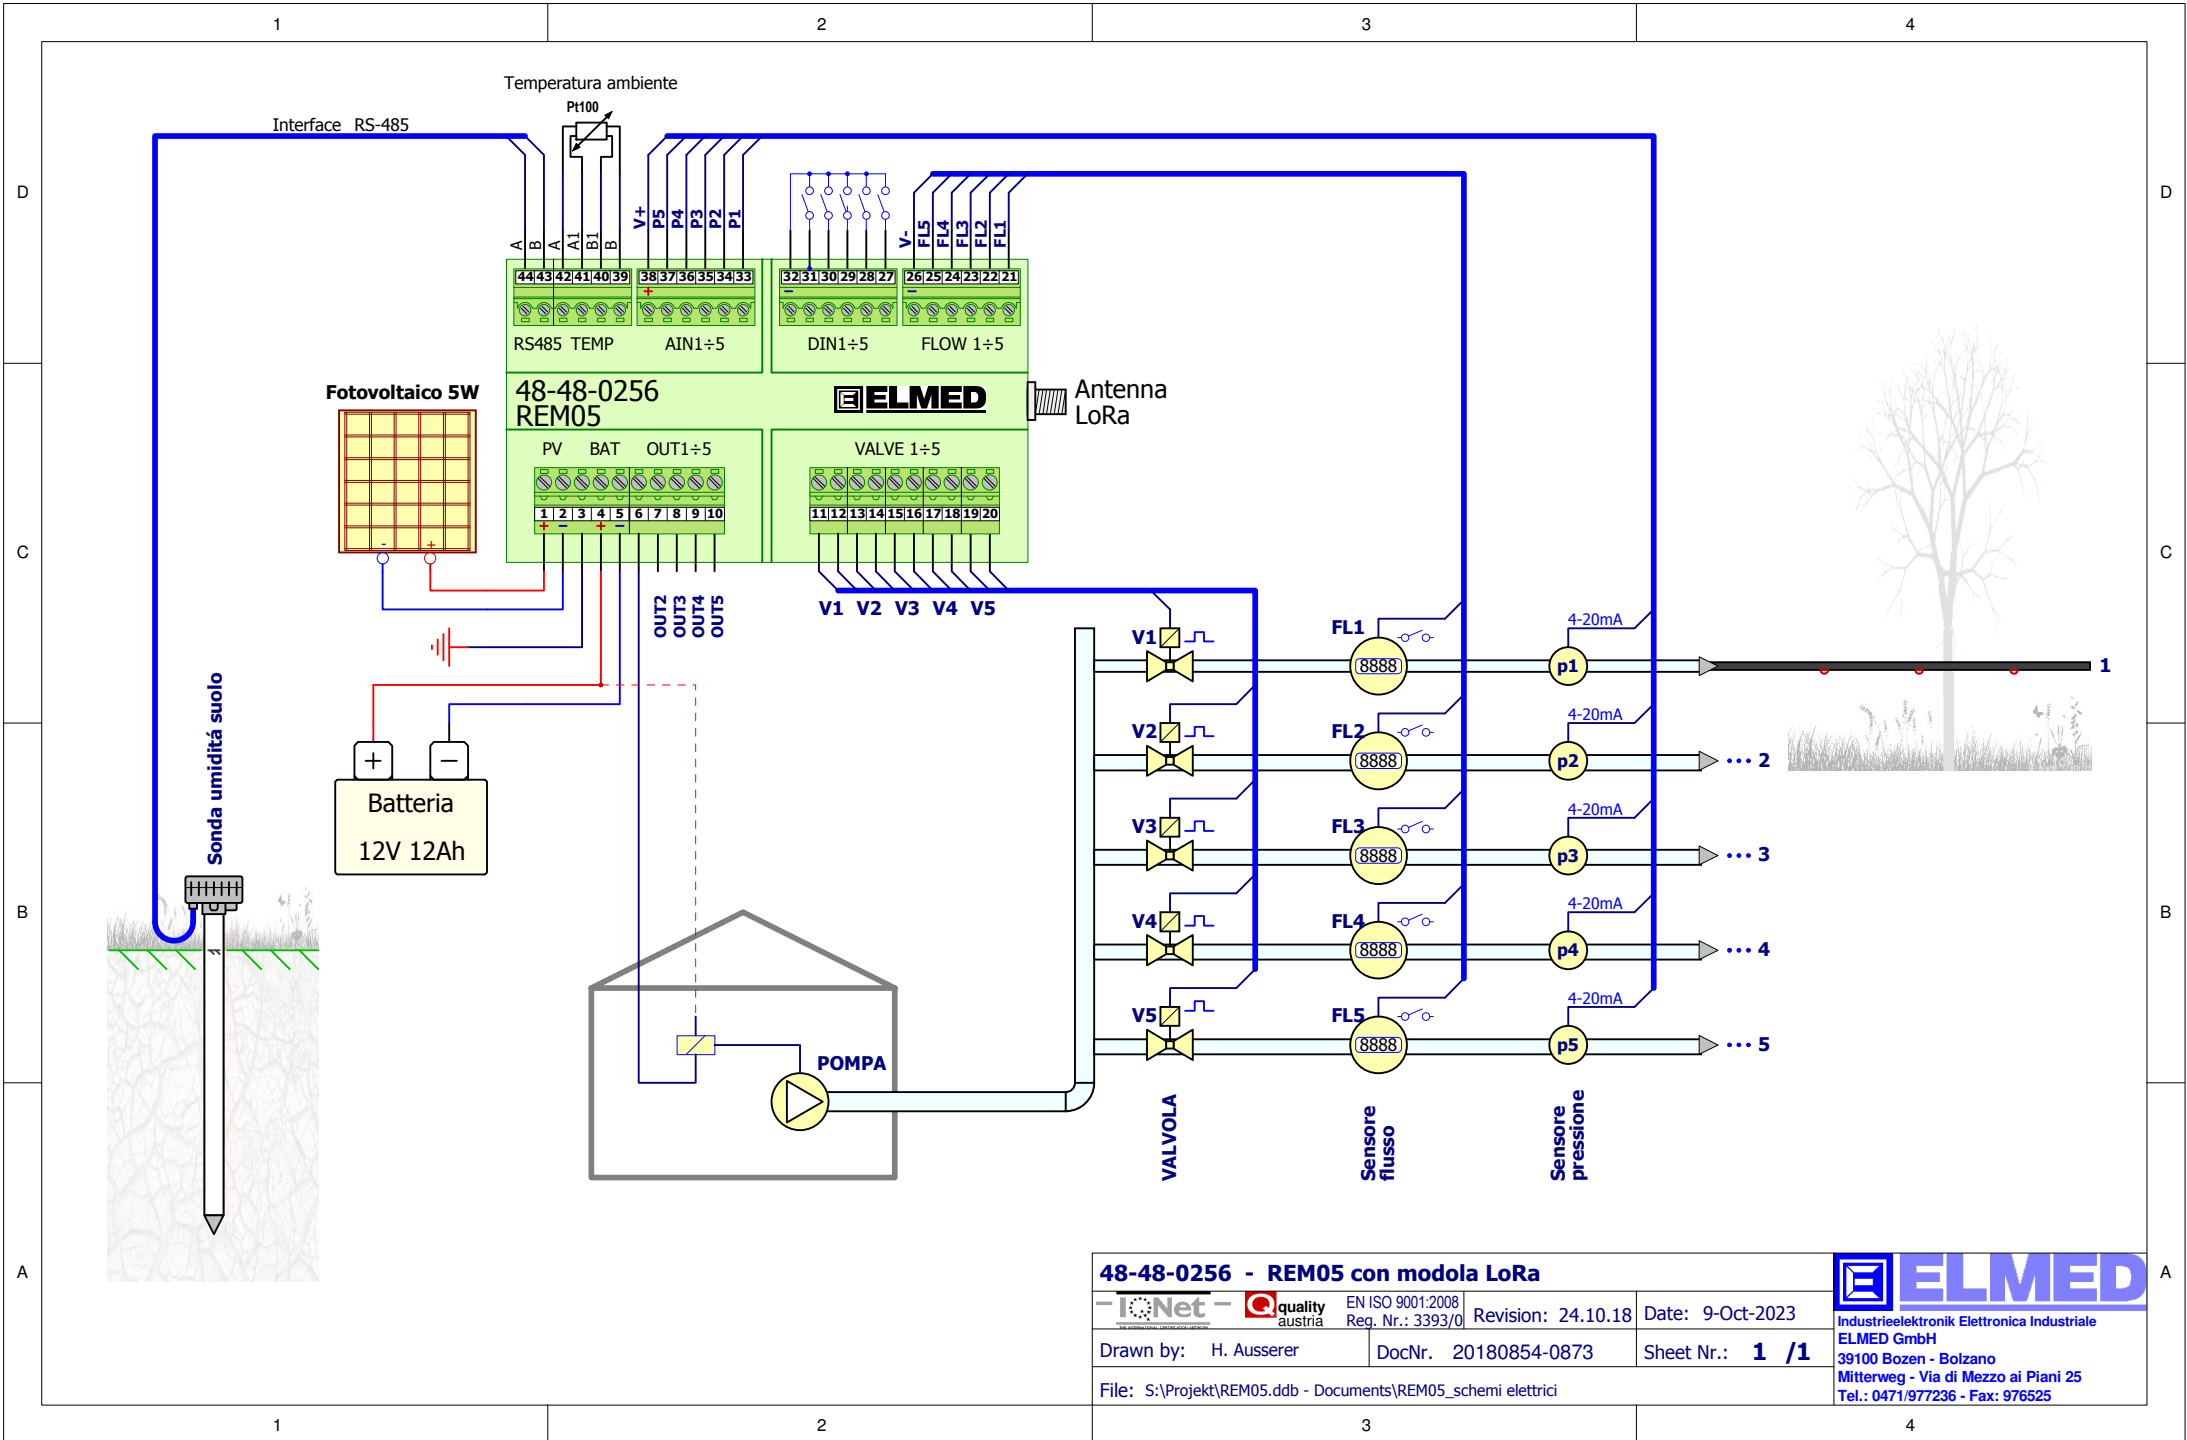 1 2 3 4
D D
C C
B B
A A
Temperatura ambiente
Pt100
Interface RS-485
A B A A1 B1 B
V+ P5 P4 P3 P2 P1
V- FL5 FL4 FL3 FL2 FL1
44 43 42 41 40 39 38 37 36 35 34 33 32 31 30 29 28 27 26 25 24 23 22 21
+ − −
RS485 TEMP AIN1÷5 DIN1÷5 FLOW 1÷5
Fotovoltaico 5W
48-48-0256
REM05
ELMED
Antenna
LoRa
PV BAT OUT1÷5 VALVE 1÷5
1 2 3 4 5 6 7 8 9 10 11 12 13 14 15 16 17 18 19 20
+ − + −
- +
OUT2
OUT3
OUT4
OUT5
V1 V2 V3 V4 V5
V1 FL1 8888 4-20mA p1 1
V2 FL2 8888 4-20mA p2 ... 2
V3 FL3 8888 4-20mA p3 ... 3
V4 FL4 8888 4-20mA p4 ... 4
V5 FL5 8888 4-20mA p5 ... 5
Sonda umiditá suolo
+ −
Batteria
12V 12Ah
POMPA
VALVOLA
Sensore
flusso
Sensore
pressione
48-48-0256 - REM05 con modola LoRa
IQNet
Q quality
austria
EN ISO 9001:2008
Reg. Nr.: 3393/0
Revision: 24.10.18
Date: 9-Oct-2023
Drawn by: H. Ausserer
DocNr. 20180854-0873
Sheet Nr.: 1 /1
File: S:\Projekt\REM05.ddb - Documents\REM05_schemi elettrici
ELMED
Industrieelektronik Elettronica Industriale
ELMED GmbH
39100 Bozen - Bolzano
Mitterweg - Via di Mezzo ai Piani 25
Tel.: 0471/977236 - Fax: 976525
1 2 3 4